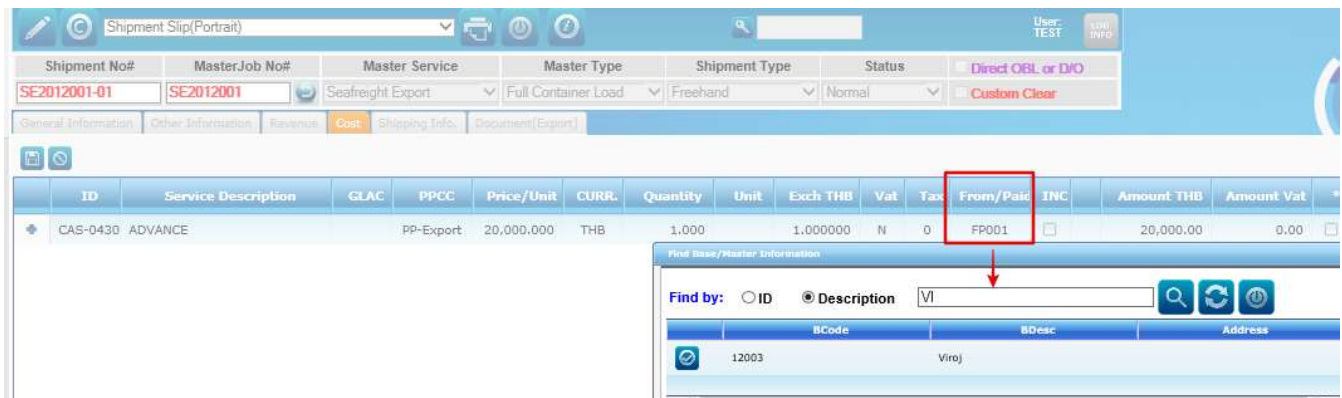 Shipment Slip(Portrait)
User:
TEST
LOG
INFO
Shipment No# MasterJob No# Master Service Master Type Shipment Type Status Direct OBL or D/O
SE2012001-01 SE2012001 Seafreight Export Full Container Load Freehand Normal Custom Clear
General Information Other Information Revenue Cost Shipping Info. Document(Export)
ID Service Description GLAC PPCC Price/Unit CURR. Quantity Unit Exch THB Vat Tax From/Paid INC Amount THB Amount Vat
CAS-0430 ADVANCE PP-Export 20,000.000 THB 1.000 1.000000 N 0 FP001 20,000.00 0.00
Find Base/Master Information
Find by: ID Description VI
BCode BDesc Address
12003 Viroj